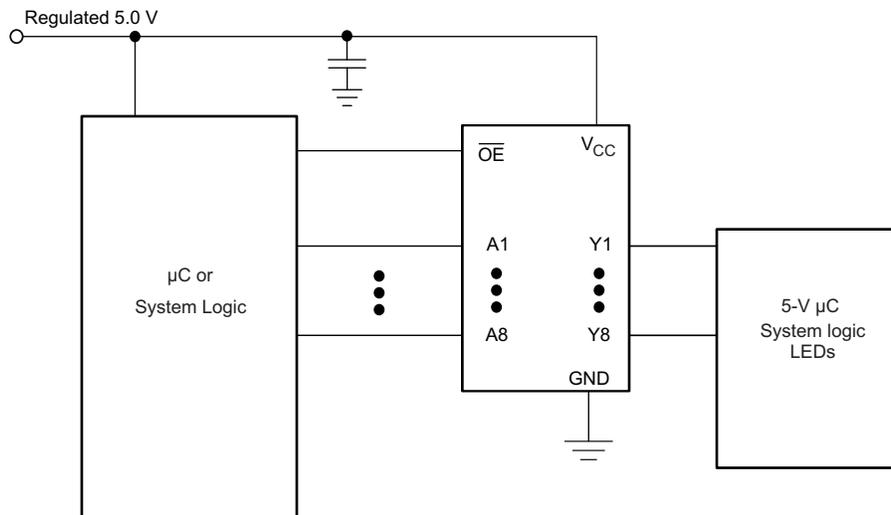 Regulated 5.0 V
OE
VCC
µC or
System Logic
A1
Y1
A8
Y8
GND
5-V µC
System logic
LEDs